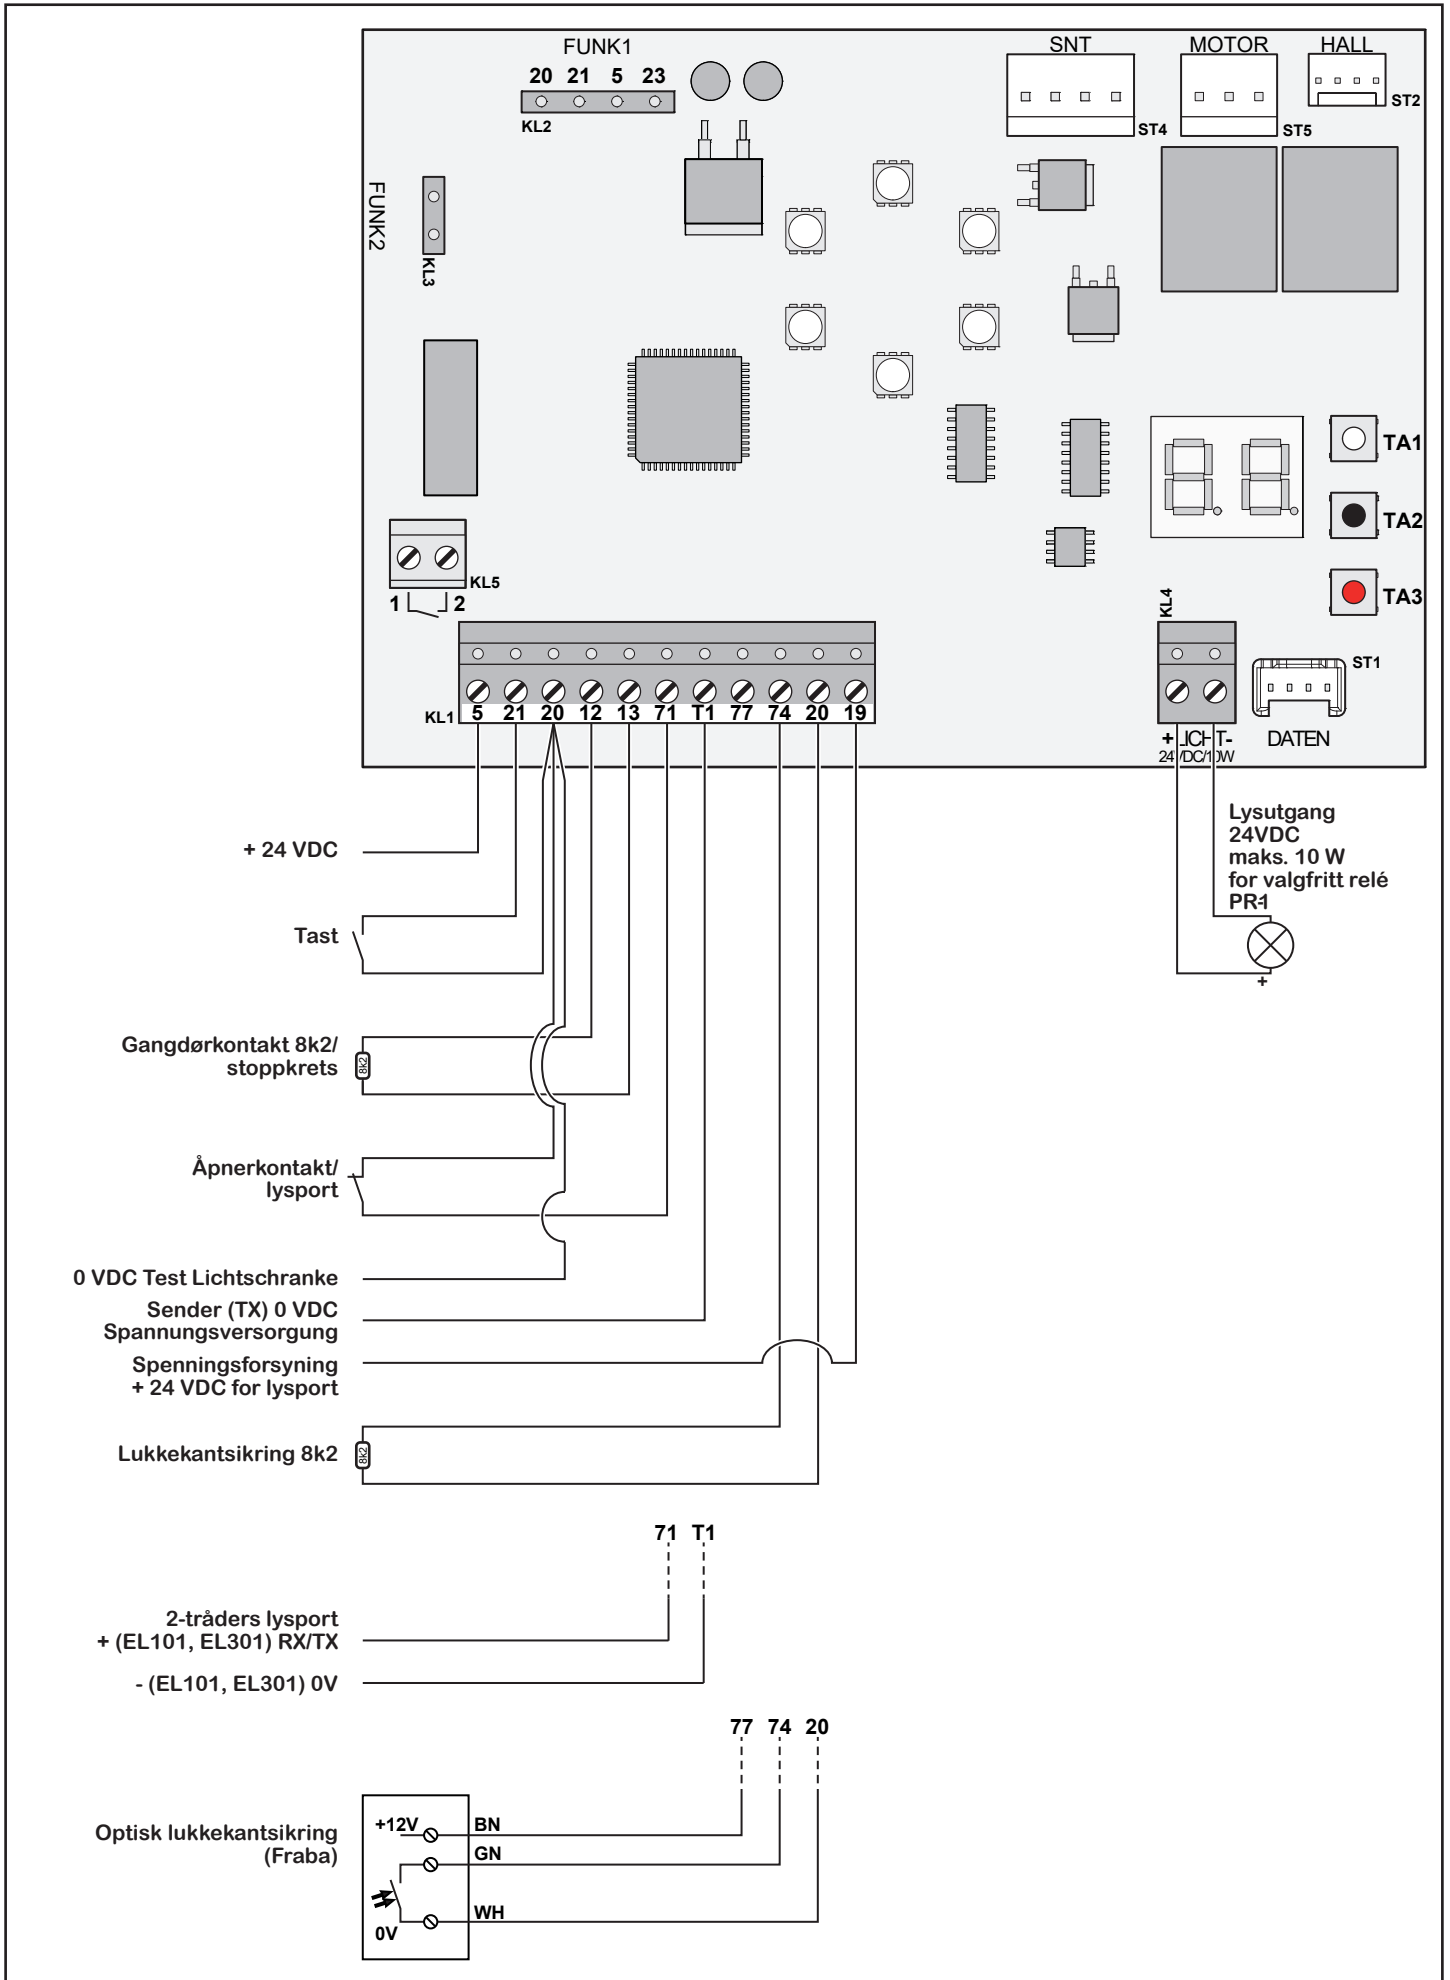 FUNK1
20 21 5 23
KL2
SNT
ST4
MOTOR
ST5
HALL
ST2
FUNK2
KL3
TA1
TA2
TA3
KL5
1 2
KL4
ST1
KL1
5 21 20 12 13 71 T1 77 74 20 19
+ LICHT -
24VDC/10W
DATEN
+ 24 VDC
Tast
Gangdørkontakt 8k2/
stoppkrets
8k2
Åpnerkontakt/
lysport
0 VDC Test Lichtschranke
Sender (TX) 0 VDC
Spannungsversorgung
Spenningsforsyning
+ 24 VDC for lysport
Lukkekantsikring 8k2
8k2
Lysutgang
24VDC
maks. 10 W
for valgfritt relé
PR-1
+
71 T1
2-tråders lysport
+ (EL101, EL301) RX/TX
- (EL101, EL301) 0V
77 74 20
Optisk lukkekantsikring
(Fraba)
+12V
BN
GN
WH
0V